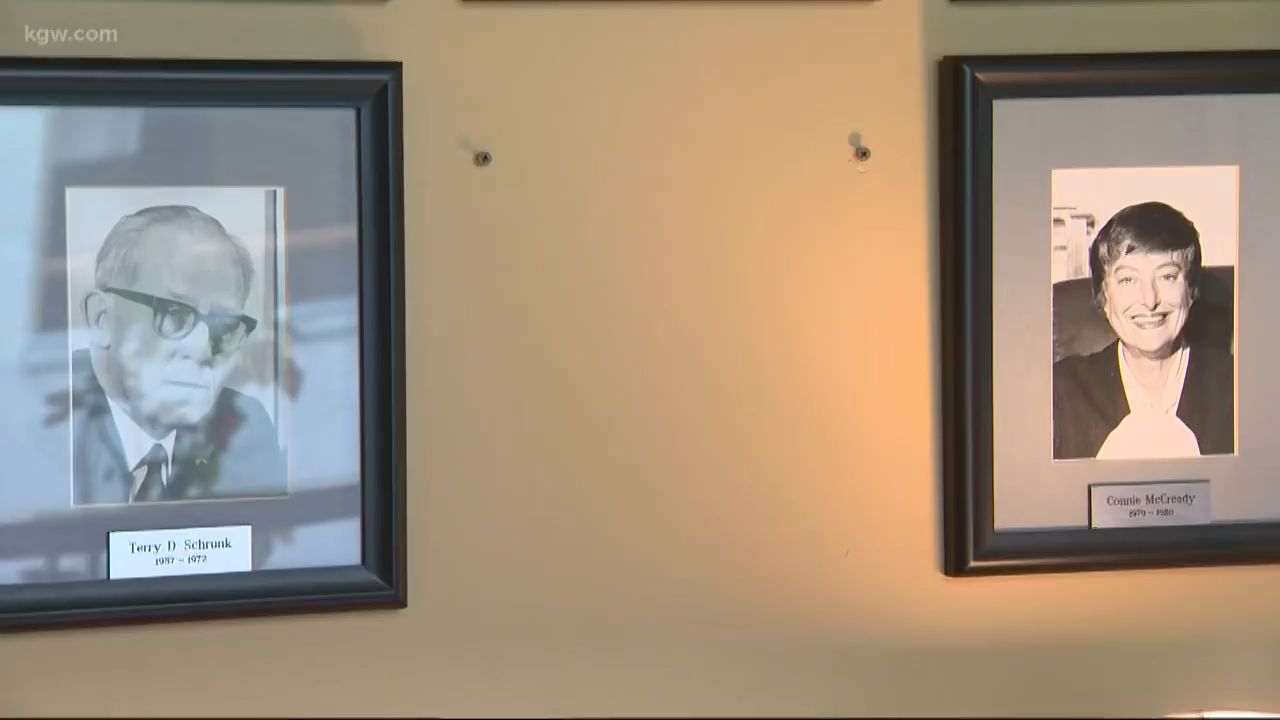 kgw.com
Terry D Schrunk
1957 - 1972
Connie McCready
1979 - 1980